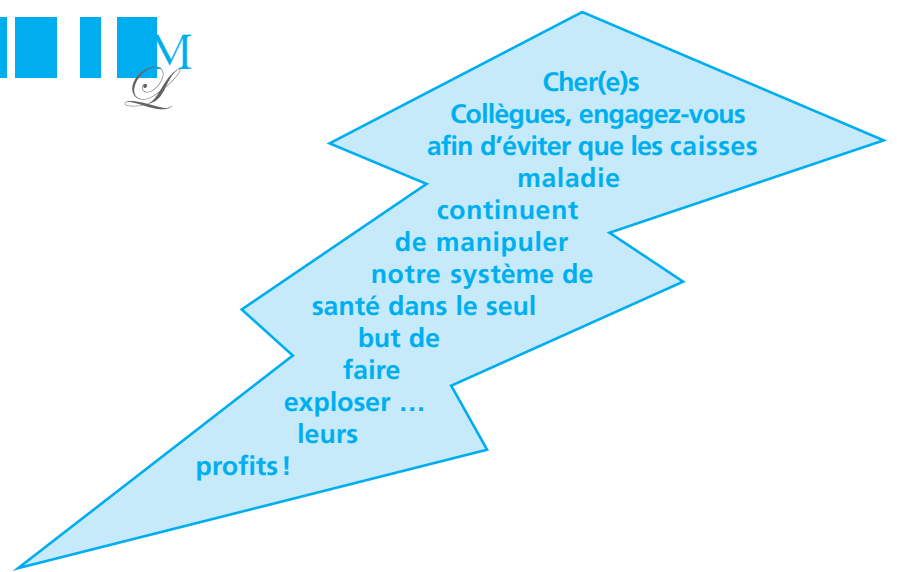 M
L
Cher(e)s
Collègues, engagez-vous
afin d'éviter que les caisses
maladie
continuent
de manipuler
notre système de
santé dans le seul
but de
faire
exploser …
leurs
profits !